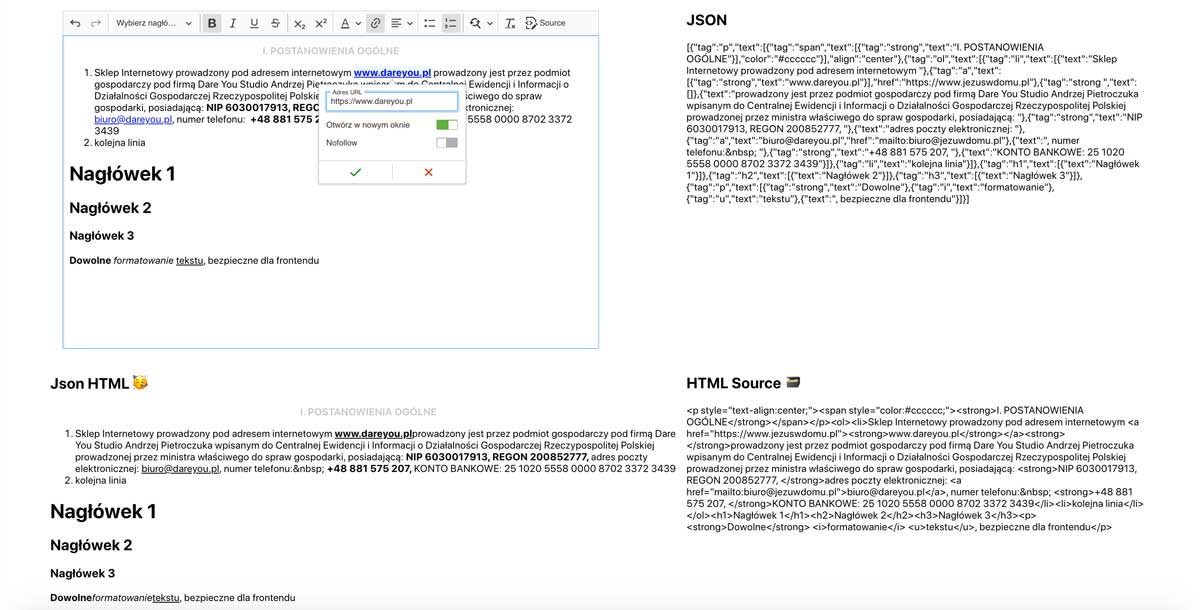 Wybierz nagłó...
B I U S X₂ X² A Source
I. POSTANOWIENIA OGÓLNE
1. Sklep Internetowy prowadzony pod adresem internetowym www.dareyou.pl prowadzony jest przez podmiot
gospodarczy pod firmą Dare You Studio Andrzej Pietroczuka wpisanym do Centralnej Ewidencji i Informacji o
Działalności Gospodarczej Rzeczypospolitej Polskie
ściwego do spraw
gospodarki, posiadającą: NIP 6030017913, REGO
ktronicznej:
biuro@dareyou.pl, numer telefonu: +48 881 575 2
5558 0000 8702 3372
3439
2. kolejna linia
Adres URL
https://www.dareyou.pl
Otwórz w nowym oknie
Nofollow
Nagłówek 1
Nagłówek 2
Nagłówek 3
Dowolne formatowanie tekstu, bezpieczne dla frontendu
JSON
[{"tag":"p","text":[{"tag":"span","text":[{"tag":"strong","text":"I. POSTANOWIENIA
OGÓLNE"}],"color":"#cccccc"}],"align":"center"},{"tag":"ol","text":[{"tag":"li","text":[{"text":"Sklep
Internetowy prowadzony pod adresem internetowym "},{"tag":"a","text":
[{"tag":"strong","text":"www.dareyou.pl"}],"href":"https://www.jezuwdomu.pl"},{"tag":"strong ","text":
[]},{"text":"prowadzony jest przez podmiot gospodarczy pod firmą Dare You Studio Andrzej Pietroczuka
wpisanym do Centralnej Ewidencji i Informacji o Działalności Gospodarczej Rzeczypospolitej Polskiej
prowadzonej przez ministra właściwego do spraw gospodarki, posiadającą: "},{"tag":"strong","text":"NIP
6030017913, REGON 200852777, "},{"text":"adres poczty elektronicznej: "},
{"tag":"a","text":"biuro@dareyou.pl","href":"mailto:biuro@jezuwdomu.pl"},{"text":", numer
telefonu:&nbsp; "},{"tag":"strong","text":"+48 881 575 207, "},{"text":"KONTO BANKOWE: 25 1020
5558 0000 8702 3372 3439"}]},{"tag":"li","text":"kolejna linia"}]},{"tag":"h1","text":[{"text":"Nagłówek
1"}]},{"tag":"h2","text":[{"text":"Nagłówek 2"}]},{"tag":"h3","text":[{"text":"Nagłówek 3"}]},
{"tag":"p","text":[{"tag":"strong","text":"Dowolne"},{"tag":"i","text":"formatowanie"},
{"tag":"u","text":"tekstu"},{"text":", bezpieczne dla frontendu"}]}]
Json HTML 🥳
I. POSTANOWIENIA OGÓLNE
1. Sklep Internetowy prowadzony pod adresem internetowym www.dareyou.plprowadzony jest przez podmiot gospodarczy pod firmą Dare
You Studio Andrzej Pietroczuka wpisanym do Centralnej Ewidencji i Informacji o Działalności Gospodarczej Rzeczypospolitej Polskiej
prowadzonej przez ministra właściwego do spraw gospodarki, posiadającą: NIP 6030017913, REGON 200852777, adres poczty
elektronicznej: biuro@dareyou.pl, numer telefonu:&nbsp; +48 881 575 207, KONTO BANKOWE: 25 1020 5558 0000 8702 3372 3439
2. kolejna linia
Nagłówek 1
Nagłówek 2
Nagłówek 3
Dowolneformatowanietekstu, bezpieczne dla frontendu
HTML Source
<p style="text-align:center;"><span style="color:#cccccc;"><strong>I. POSTANOWIENIA
OGÓLNE</strong></span></p><ol><li>Sklep Internetowy prowadzony pod adresem internetowym <a
href="https://www.jezuswdomu.pl"><strong>www.dareyou.pl</strong></a><strong>
</strong>prowadzony jest przez podmiot gospodarczy pod firmą Dare You Studio Andrzej Pietroczuka
wpisanym do Centralnej Ewidencji i Informacji o Działalności Gospodarczej Rzeczypospolitej Polskiej
prowadzonej przez ministra właściwego do spraw gospodarki, posiadającą: <strong>NIP 6030017913,
REGON 200852777, </strong>adres poczty elektronicznej: <a
href="mailto:biuro@jezuwdomu.pl">biuro@dareyou.pl</a>, numer telefonu:&nbsp; <strong>+48 881
575 207, </strong>KONTO BANKOWE: 25 1020 5558 0000 8702 3372 3439</li><li>kolejna linia</li>
</ol><h1>Nagłówek 1</h1><h2>Nagłówek 2</h2><h3>Nagłówek 3</h3><p>
<strong>Dowolne</strong> <i>formatowanie</i> <u>tekstu</u>, bezpieczne dla frontendu</p>